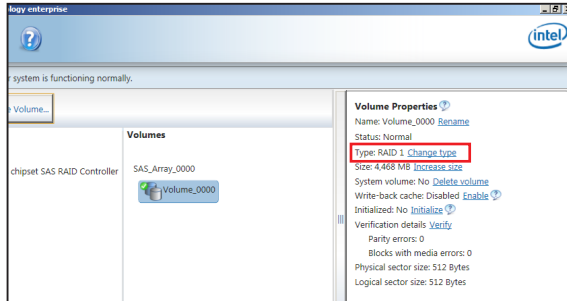 ology enterprise
?
intel
r system is functioning normally.
e Volume...
Volumes
chipset SAS RAID Controller
SAS_Array_0000
Volume_0000
Volume Properties ?
Name: Volume_0000 Rename
Status: Normal
Type: RAID 1 Change type
Size: 4,468 MB Increase size
System volume: No Delete volume
Write-back cache: Disabled Enable ?
Initialized: No Initialize ?
Verification details Verify
Parity errors: 0
Blocks with media errors: 0
Physical sector size: 512 Bytes
Logical sector size: 512 Bytes